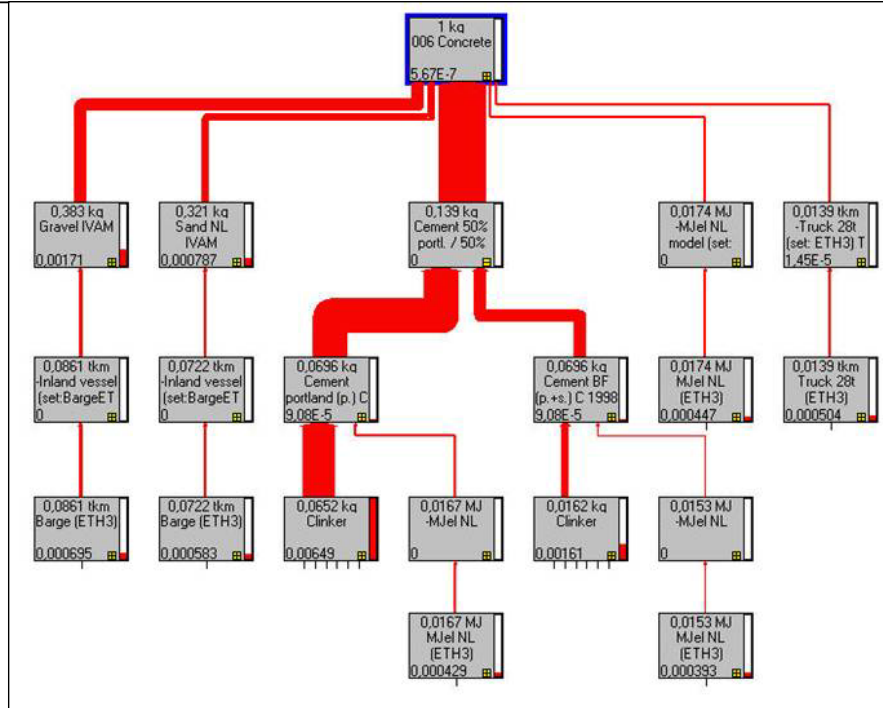 1 kg
006 Concrete
5,67E-7
0,383 kg
Gravel IVAM
0,00171
0,321 kg
Sand NL
IVAM
0,000787
0,139 kg
Cement 50%
portl. / 50%
0
0,0174 MJ
-MJel NL
model (set:
0
0,0139 tkm
-Truck 28t
(set: ETH3) T
1,45E-5
0,0861 tkm
-Inland vessel
(set:BargeET
0
0,0722 tkm
-Inland vessel
(set:BargeET
0
0,0696 kg
Cement
portland (p.) C
9,08E-5
0,0696 kg
Cement BF
(p.+s.) C 1998
9,08E-5
0,0174 MJ
MJel NL
(ETH3)
0,000447
0,0139 tkm
Truck 28t
(ETH3)
0,000504
0,0861 tkm
Barge (ETH3)
0,000695
0,0722 tkm
Barge (ETH3)
0,000583
0,0652 kg
Clinker
0,00649
0,0167 MJ
-MJel NL
0
0,0162 kg
Clinker
0,00161
0,0153 MJ
-MJel NL
0
0,0167 MJ
MJel NL
(ETH3)
0,000429
0,0153 MJ
MJel NL
(ETH3)
0,000393